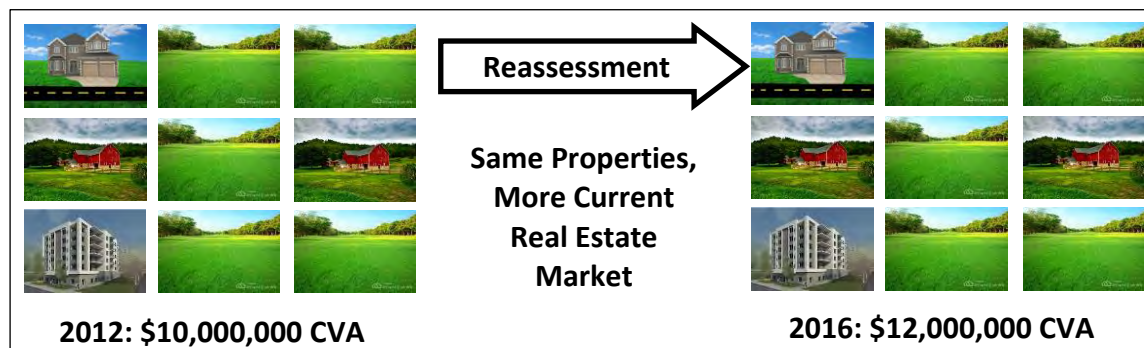 Reassessment
Same Properties,
More Current
Real Estate
Market
2012: $10,000,000 CVA
2016: $12,000,000 CVA